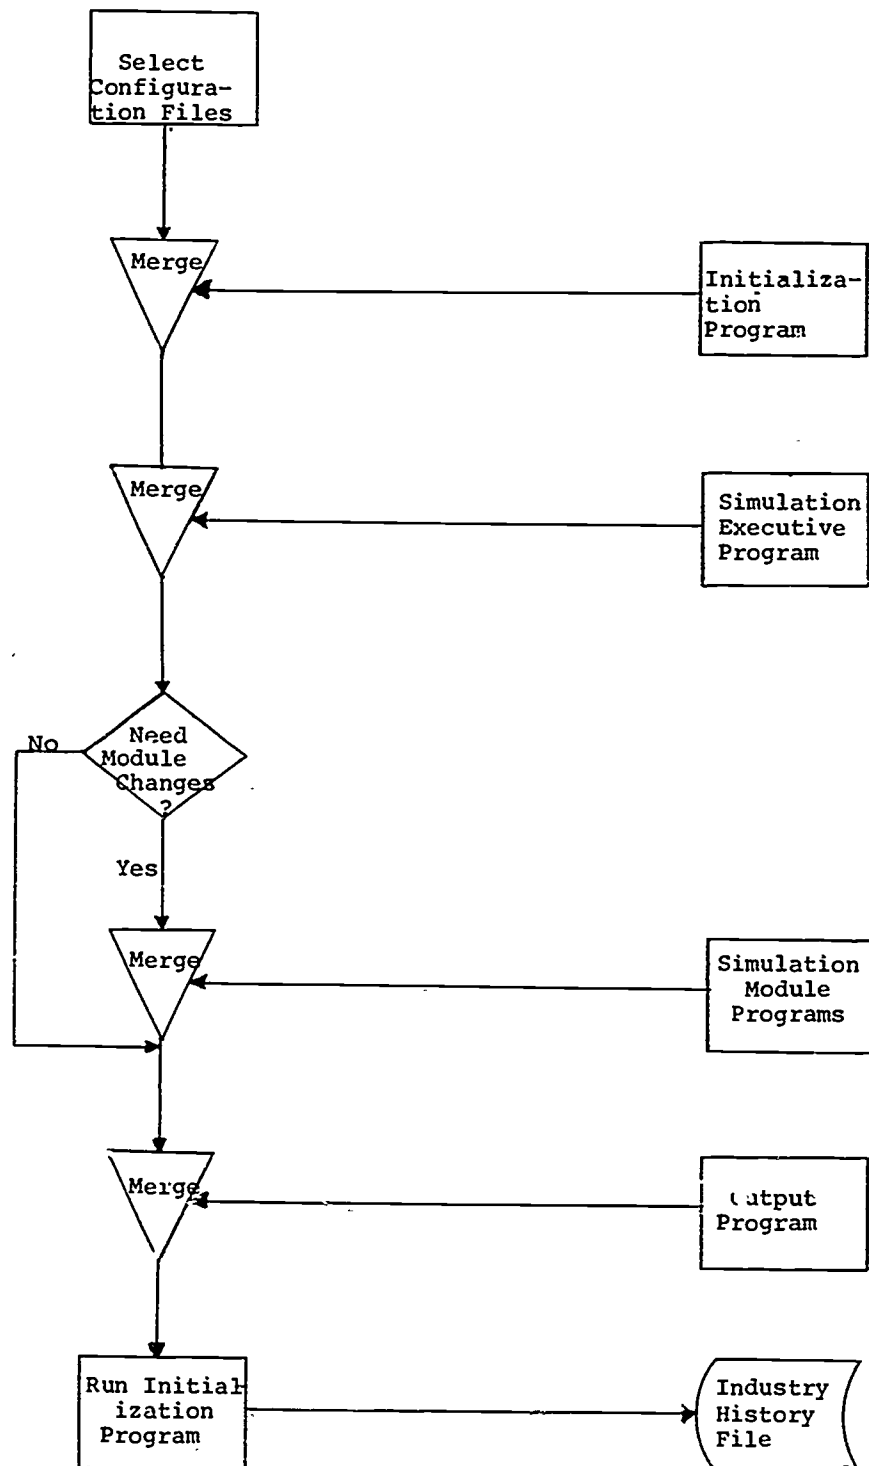 Select
Configura-
tion Files
Merge
Initializa-
tion
Program
Merge
Simulation
Executive
Program
Need
Module
Changes
?
No
Yes
Merge
Simulation
Module
Programs
Merge
Program
Run Initial-
ization
Program
Industry
History
File